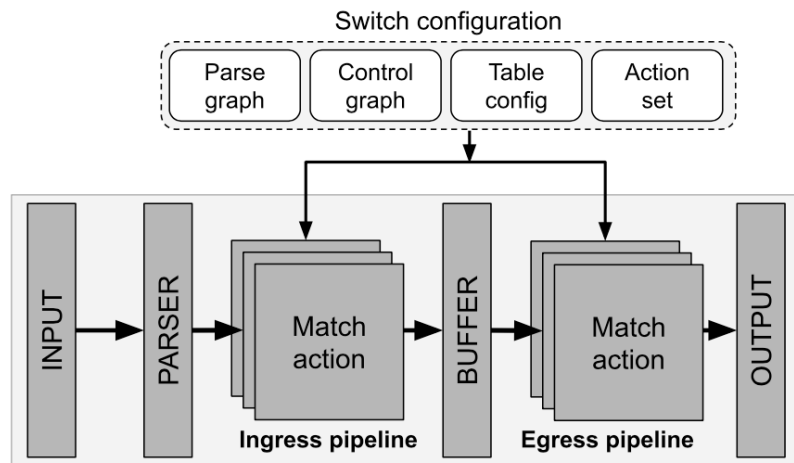 Switch configuration
Parse
graph
Control
graph
Table
config
Action
set
INPUT
PARSER
Match
action
Ingress pipeline
BUFFER
Match
action
Egress pipeline
OUTPUT